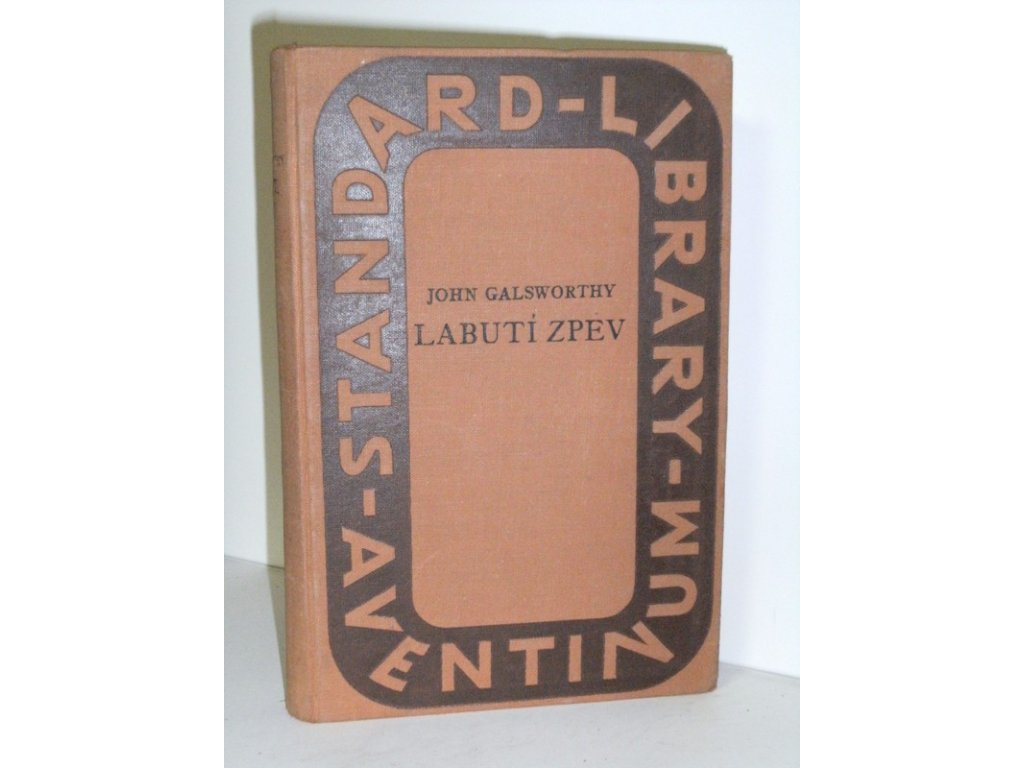 STANDARD-LIBRARY-
AVENTINUM-
JOHN GALSWORTHY
LABUTÍ ZPEV